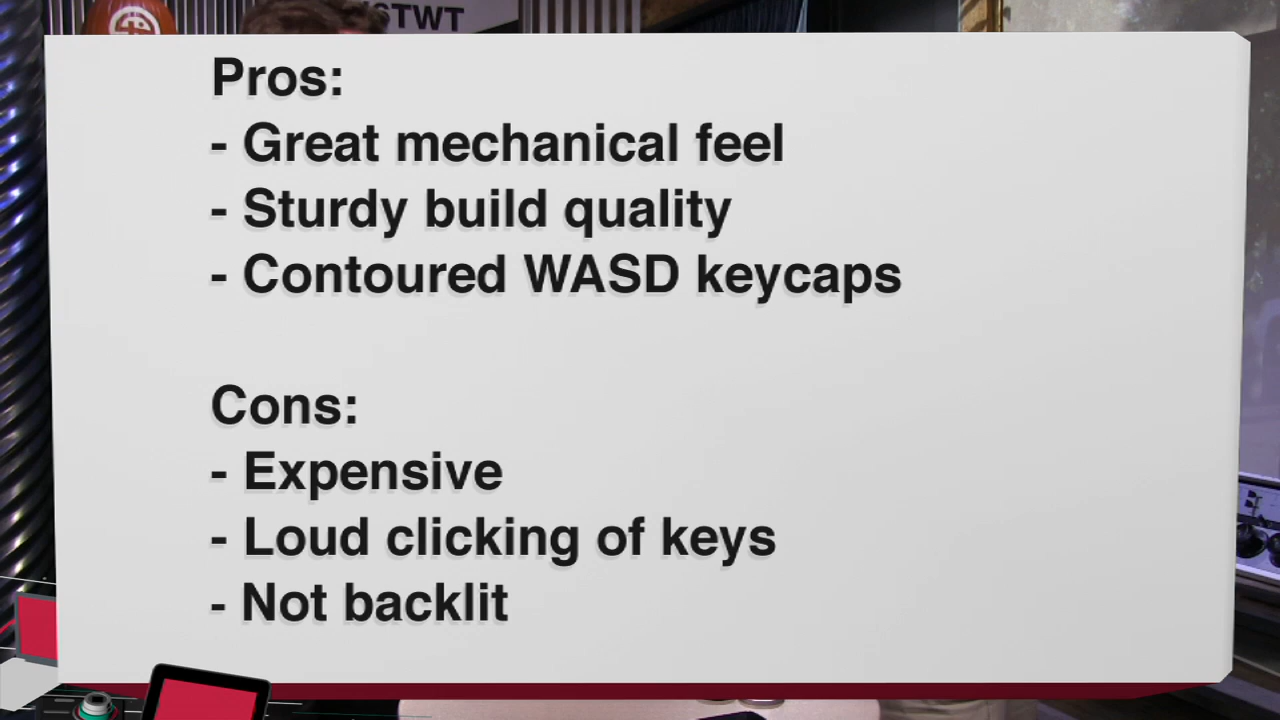 Pros:
- Great mechanical feel
- Sturdy build quality
- Contoured WASD keycaps
Cons:
- Expensive
- Loud clicking of keys
- Not backlit